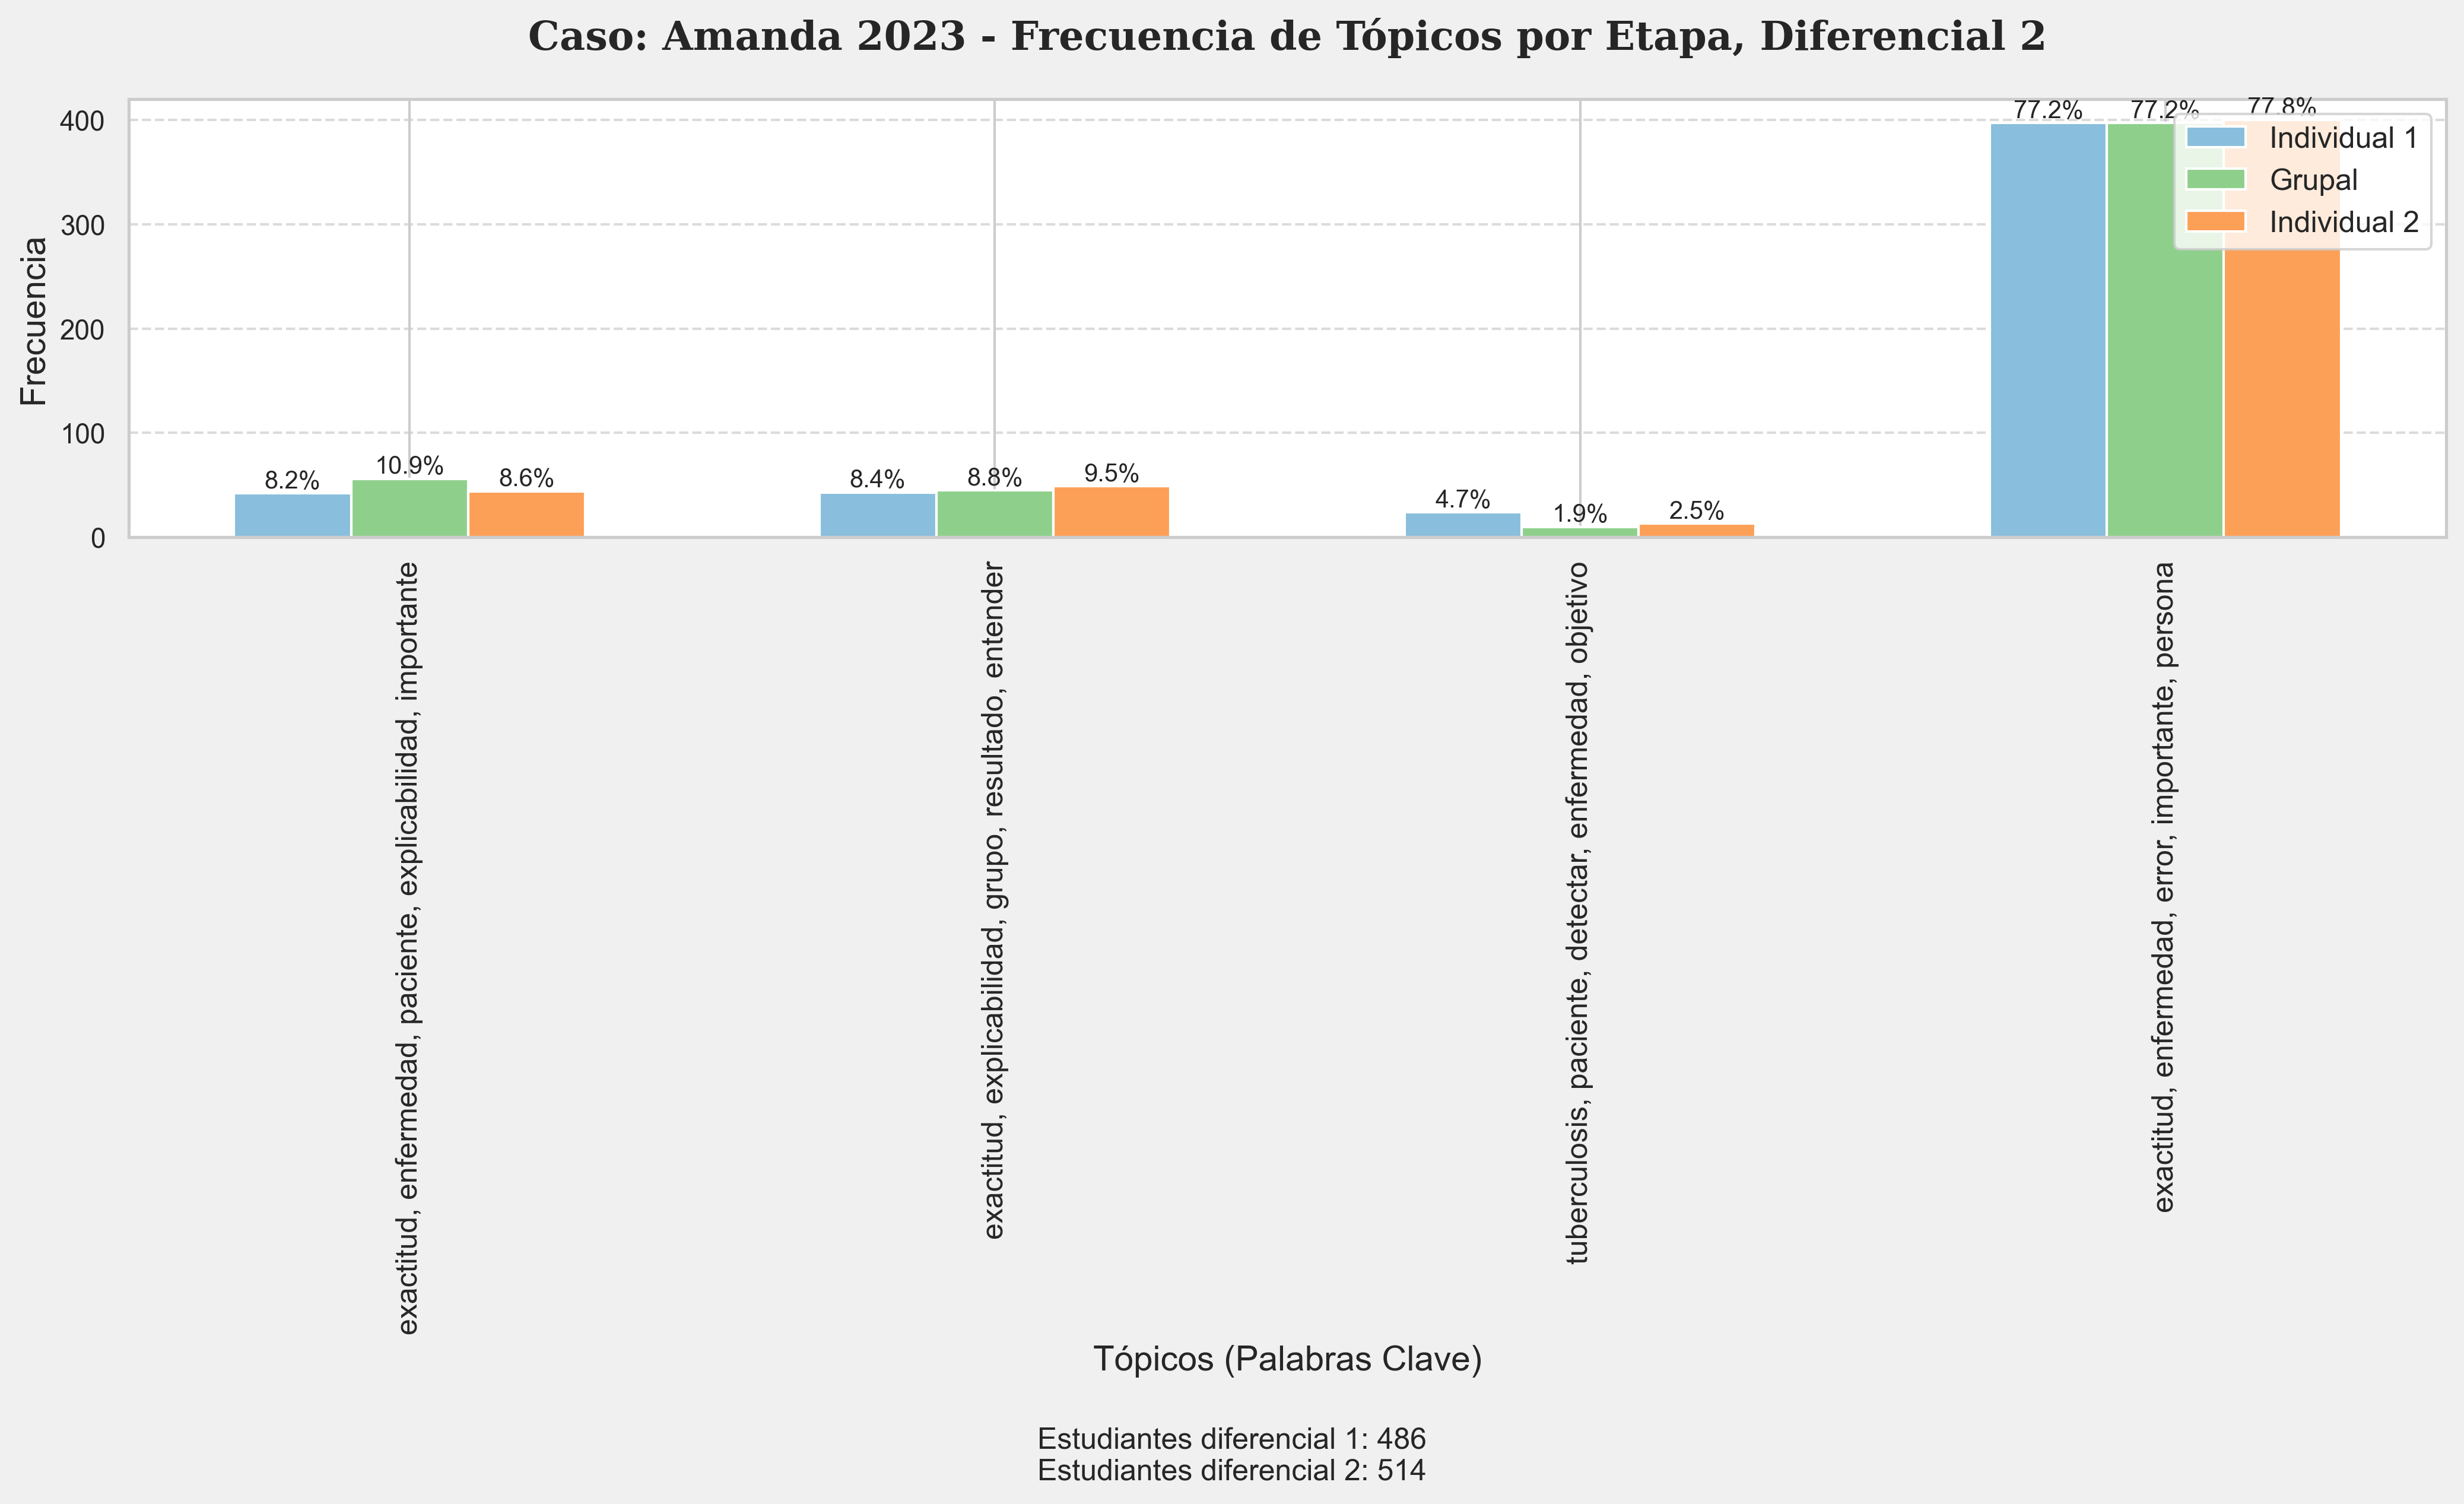 Caso: Amanda 2023 - Frecuencia de Tópicos por Etapa, Diferencial 2
Frecuencia
400
300
200
100
0
8.2%
10.9%
8.6%
8.4%
8.8%
9.5%
4.7%
1.9%
2.5%
77.2%
77.2%
77.8%
Individual 1
Grupal
Individual 2
exactitud, enfermedad, paciente, explicabilidad, importante
exactitud, explicabilidad, grupo, resultado, entender
tuberculosis, paciente, detectar, enfermedad, objetivo
exactitud, enfermedad, error, importante, persona
Tópicos (Palabras Clave)
Estudiantes diferencial 1: 486
Estudiantes diferencial 2: 514